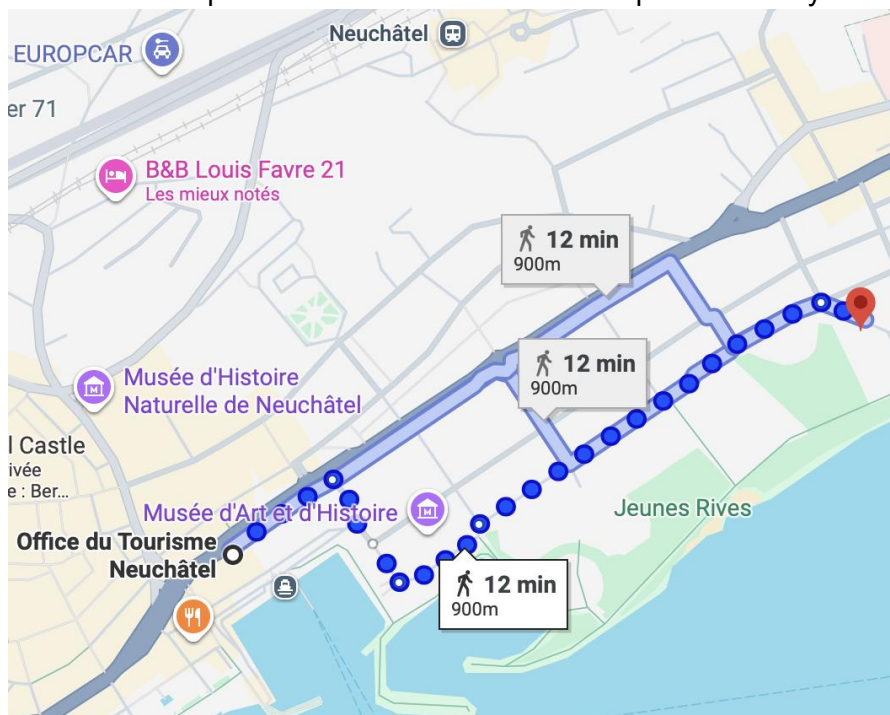 Neuchâtel
EUROPCAR
er 71
B&B Louis Favre 21
Les mieux notés
12 min
900m
12 min
900m
Musée d'Histoire
Naturelle de Neuchâtel
l Castle
ivée
e : Ber...
Musée d'Art et d'Histoire
Jeunes Rives
Office du Tourisme
Neuchâtel
12 min
900m